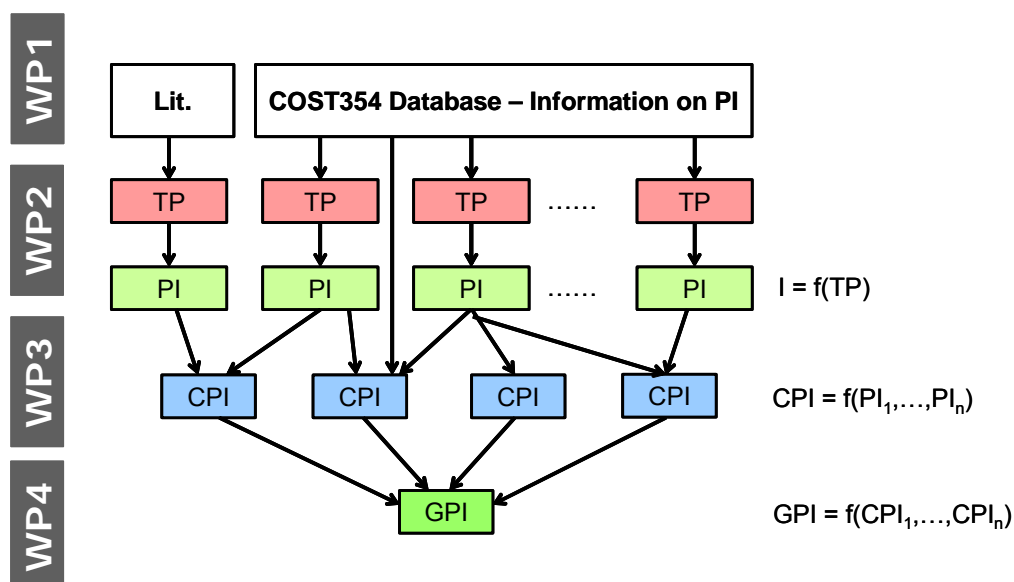 WP1
Lit.
COST354 Database – Information on PI
WP2
TP
TP
TP
......
TP
PI
PI
PI
......
PI
I = f(TP)
WP3
CPI
CPI
CPI
CPI
CPI = f(PI₁,...,PIₙ)
WP4
GPI
GPI = f(CPI₁,...,CPIₙ)